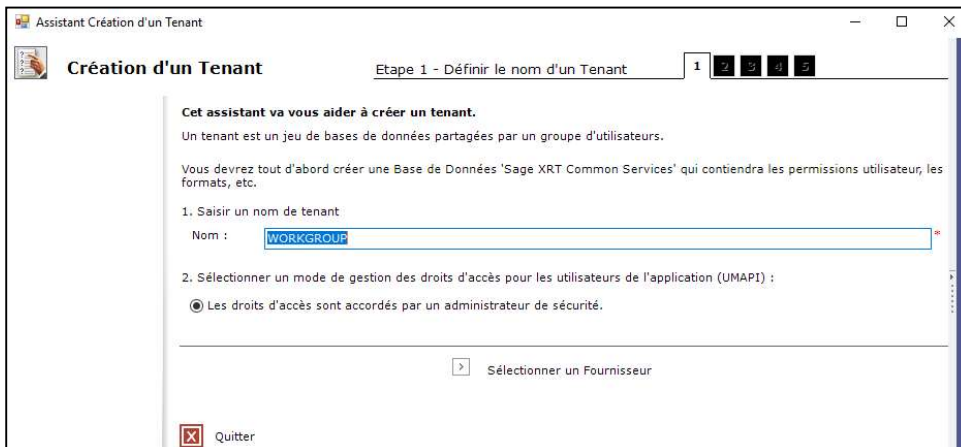 Assistant Création d'un Tenant
Création d'un Tenant
Etape 1 - Définir le nom d'un Tenant
1 2 3 4 5
Cet assistant va vous aider à créer un tenant.
Un tenant est un jeu de bases de données partagées par un groupe d'utilisateurs.
Vous devrez tout d'abord créer une Base de Données 'Sage XRT Common Services' qui contiendra les permissions utilisateur, les
formats, etc.
1. Saisir un nom de tenant
Nom : WORKGROUP *
2. Sélectionner un mode de gestion des droits d'accès pour les utilisateurs de l'application (UMAPI) :
Les droits d'accès sont accordés par un administrateur de sécurité.
Sélectionner un Fournisseur
Quitter